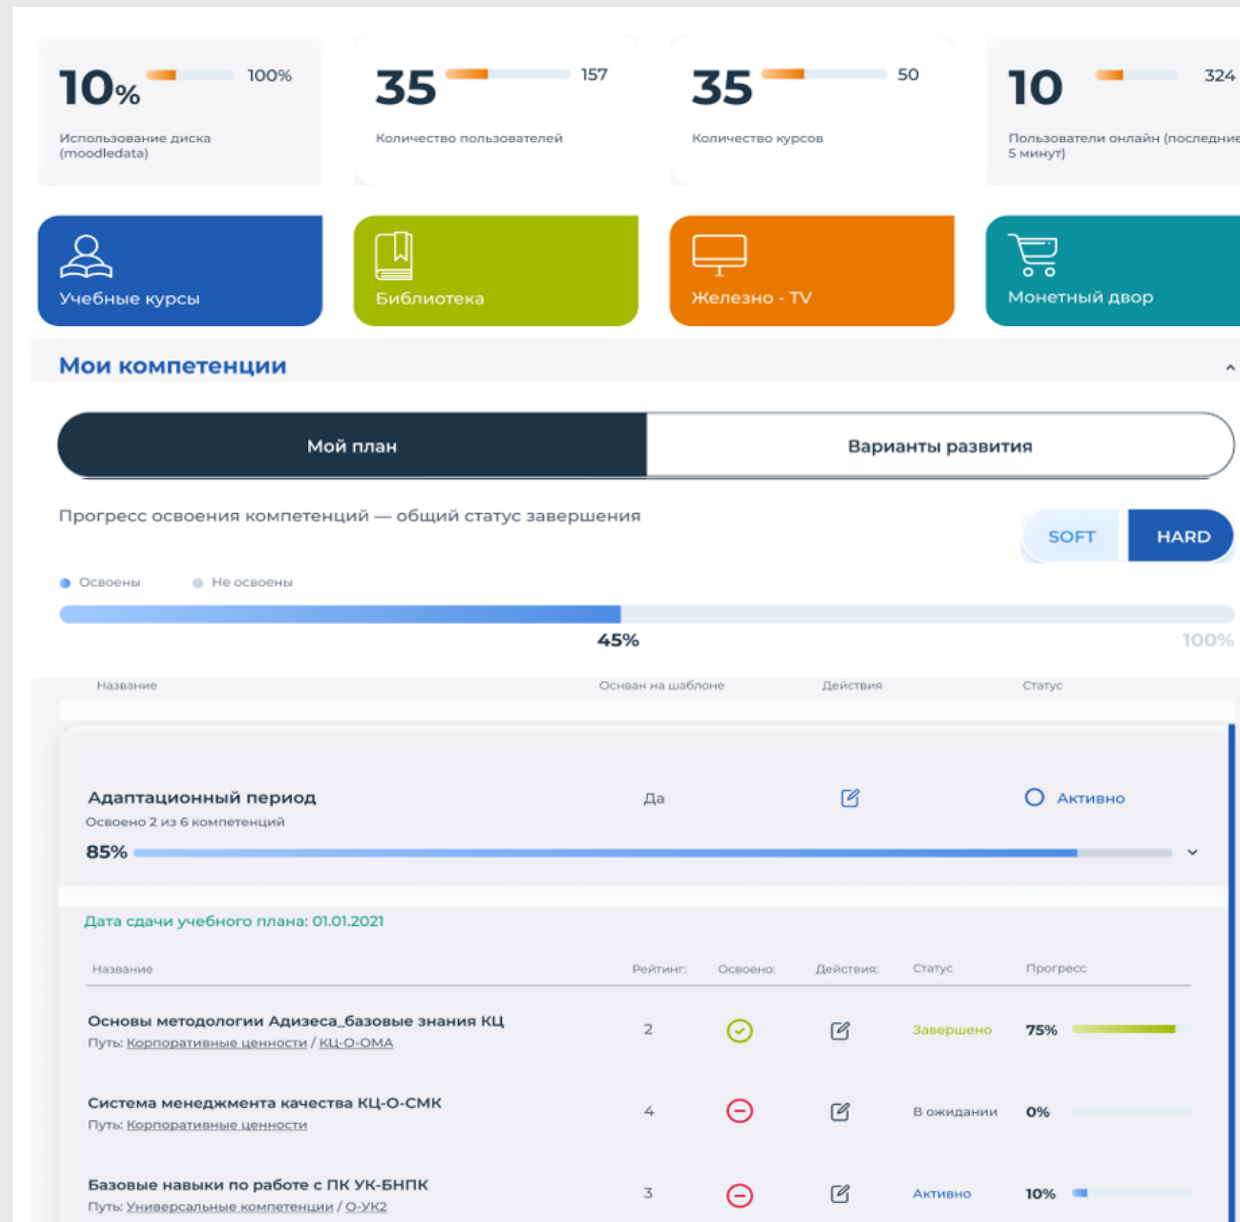 10% 100%
Использование диска
(moodledata)
35 157
Количество пользователей
35 50
Количество курсов
10 324
Пользователи онлайн (последние
5 минут)
Учебные курсы
Библиотека
Железно - TV
Монетный двор
Мои компетенции
Мой план
Варианты развития
Прогресс освоения компетенций — общий статус завершения
SOFT HARD
Освоены Не освоены
45% 100%
Название Оснван на шаблоне Действия Статус
Адаптационный период Да Активно
Освоено 2 из 6 компетенций
85%
Дата сдачи учебного плана: 01.01.2021
Название Рейтинг: Освоено: Действия: Статус Прогресс
Основы методологии Адизеса_базовые знания КЦ 2 Завершено 75%
Путь: Корпоративные ценности / КЦ-О-ОМА
Система менеджмента качества КЦ-О-СМК 4 В ожидании 0%
Путь: Корпоративные ценности
Базовые навыки по работе с ПК УК-БНПК 3 Активно 10%
Путь: Универсальные компетенции / О-УК2